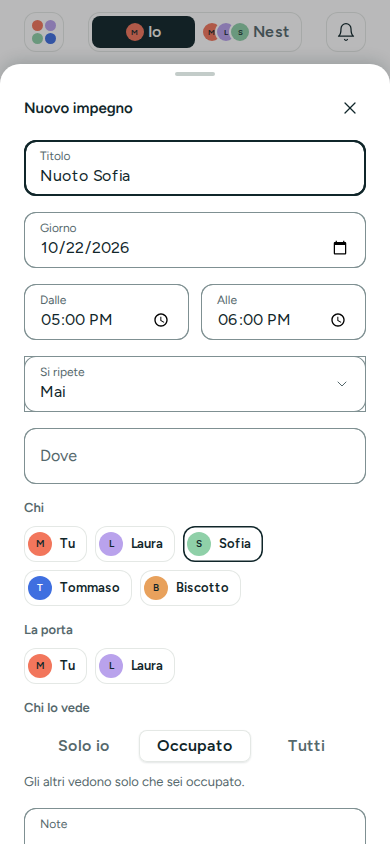 M Io M L S Nest
Nuovo impegno
Titolo
Nuoto Sofia
Giorno
10/22/2026
Dalle Alle
05:00 PM 06:00 PM
Si ripete
Mai
Dove
Chi
M Tu L Laura S Sofia
T Tommaso B Biscotto
La porta
M Tu L Laura
Chi lo vede
Solo io Occupato Tutti
Gli altri vedono solo che sei occupato.
Note